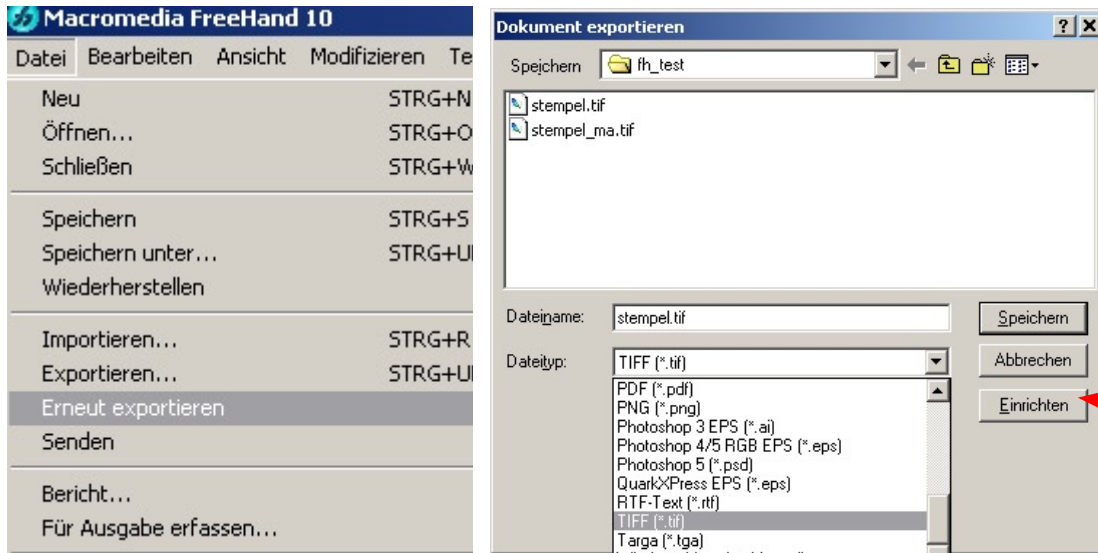 Macromedia FreeHand 10
Datei Bearbeiten Ansicht Modifizieren Te
Neu STRG+N
Öffnen... STRG+O
Schließen STRG+W
Speichern STRG+S
Speichern unter... STRG+U
Wiederherstellen
Importieren... STRG+R
Exportieren... STRG+U
Erneut exportieren
Senden
Bericht...
Für Ausgabe erfassen...
Dokument exportieren
Speichern fh_test
stempel.tif
stempel_ma.tif
Dateiname: stempel.tif Speichern
Dateityp: TIFF (*.tif) Abbrechen
Einrichten
PDF (*.pdf)
PNG (*.png)
Photoshop 3 EPS (*.ai)
Photoshop 4/5 RGB EPS (*.eps)
Photoshop 5 (*.psd)
QuarkXPress EPS (*.eps)
RTF-Text (*.rtf)
TIFF (*.tif)
Targa (*.tga)